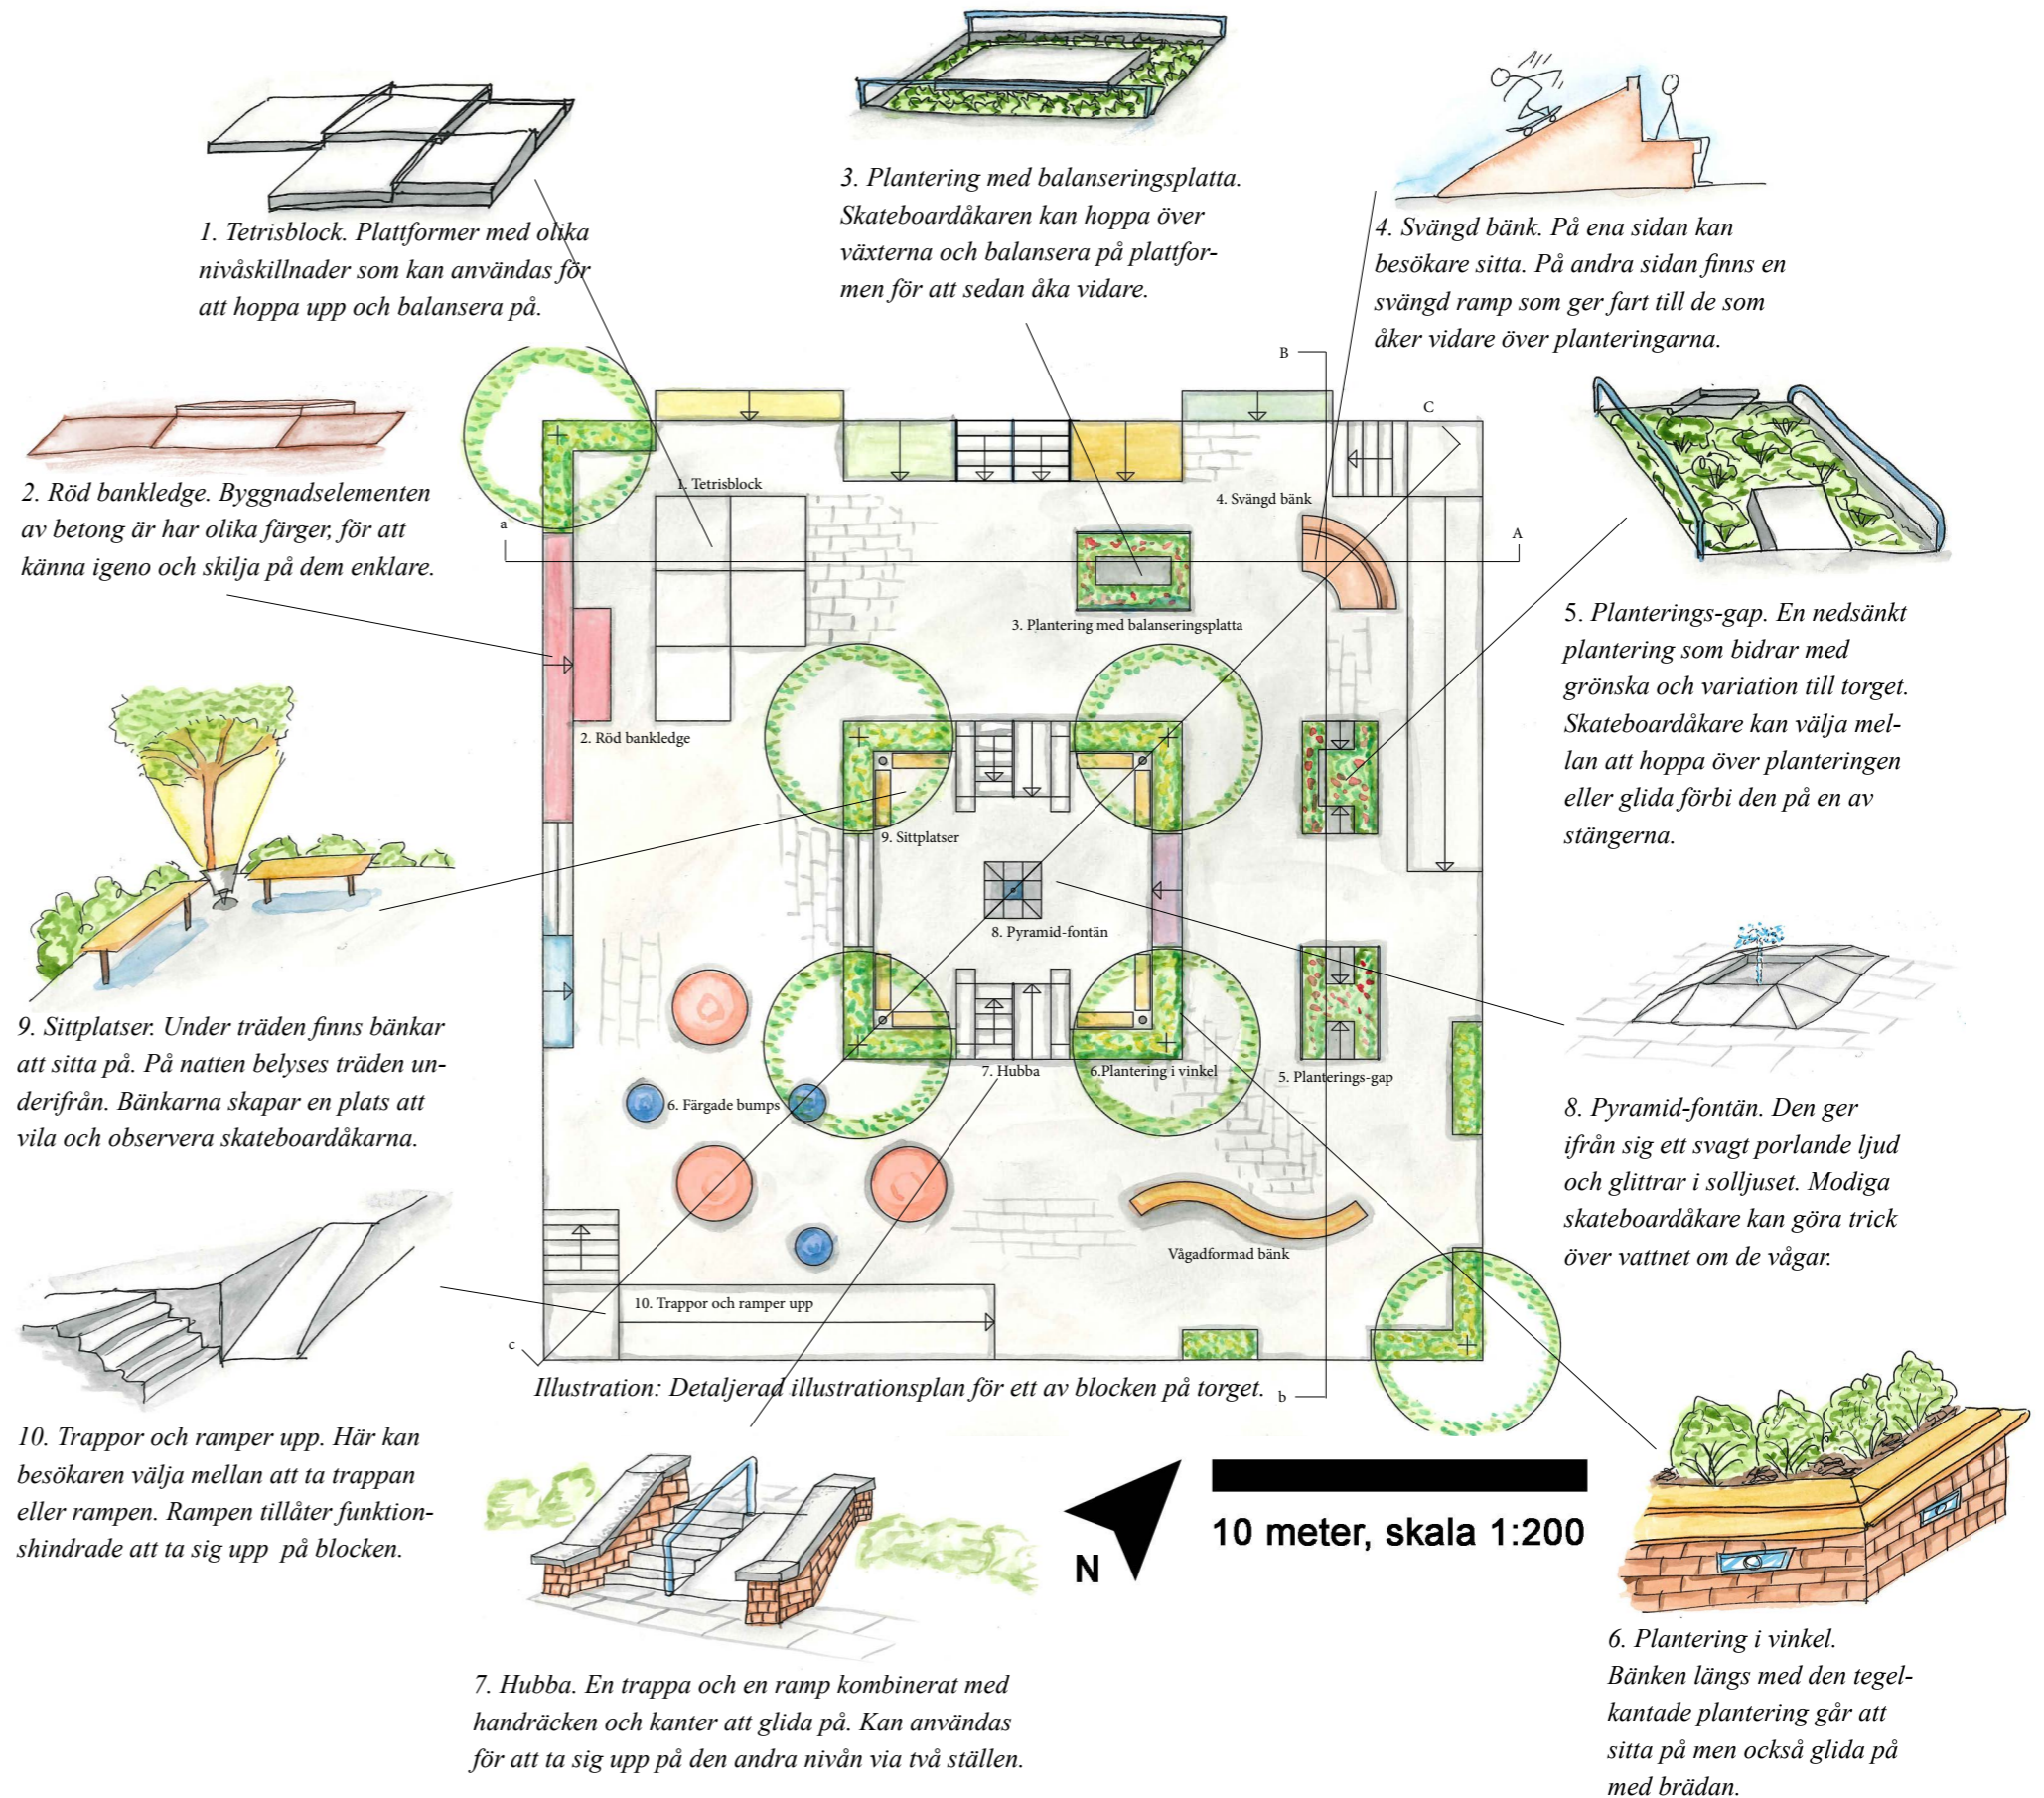 1. Tetrisblock. Plattformer med olika
nivåskillnader som kan användas för
att hoppa upp och balansera på.
3. Plantering med balanseringsplatta.
Skateboardåkaren kan hoppa över
växterna och balansera på plattfor-
men för att sedan åka vidare.
4. Svängd bänk. På ena sidan kan
besökare sitta. På andra sidan finns en
svängd ramp som ger fart till de som
åker vidare över planteringarna.
2. Röd bankledge. Byggnadselementen
av betong är har olika färger, för att
känna igeno och skilja på dem enklare.
5. Planterings-gap. En nedsänkt
plantering som bidrar med
grönska och variation till torget.
Skateboardåkare kan välja mel-
lan att hoppa över planteringen
eller glida förbi den på en av
stängerna.
B
C
1. Tetrisblock
4. Svängd bänk
a
A
3. Plantering med balanseringsplatta
2. Röd bankledge
9. Sittplatser
8. Pyramid-fontän
7. Hubba
6.Plantering i vinkel
5. Planterings-gap
6. Färgade bumps
Vågadformad bänk
10. Trappor och ramper upp
c
b
Illustration: Detaljerad illustrationsplan för ett av blocken på torget.
9. Sittplatser. Under träden finns bänkar
att sitta på. På natten belyses träden un-
derifrån. Bänkarna skapar en plats att
vila och observera skateboardåkarna.
8. Pyramid-fontän. Den ger
ifrån sig ett svagt porlande ljud
och glittrar i solljuset. Modiga
skateboardåkare kan göra trick
över vattnet om de vågar.
10. Trappor och ramper upp. Här kan
besökaren välja mellan att ta trappan
eller rampen. Rampen tillåter funktion-
shindrade att ta sig upp på blocken.
N
10 meter, skala 1:200
7. Hubba. En trappa och en ramp kombinerat med
handräcken och kanter att glida på. Kan användas
för att ta sig upp på den andra nivån via två ställen.
6. Plantering i vinkel.
Bänken längs med den tegel-
kantade plantering går att
sitta på men också glida på
med brädan.